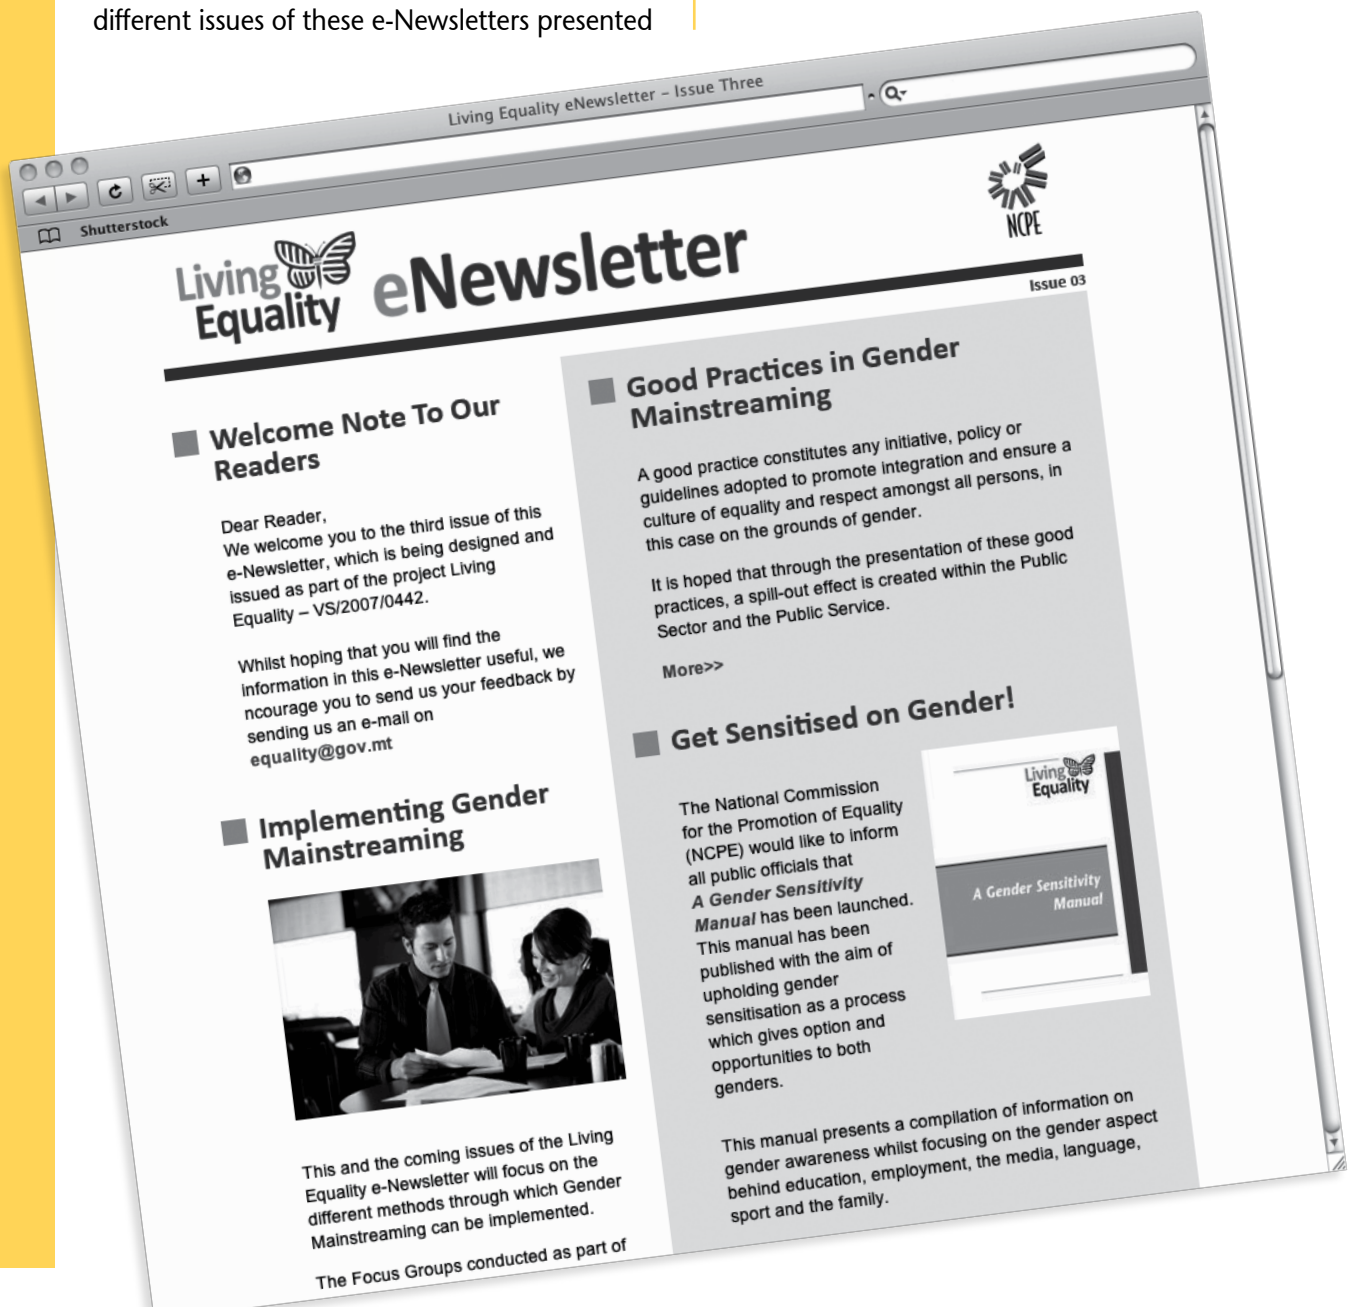 different issues of these e-Newsletters presented
Living Equality eNewsletter – Issue Three
Shutterstock
Living
Equality
eNewsletter
NCPE
Issue 03
Welcome Note To Our
Readers
Dear Reader,
We welcome you to the third issue of this
e-Newsletter, which is being designed and
issued as part of the project Living
Equality – VS/2007/0442.
Whilst hoping that you will find the
information in this e-Newsletter useful, we
ncourage you to send us your feedback by
sending us an e-mail on
equality@gov.mt
Implementing Gender
Mainstreaming
This and the coming issues of the Living
Equality e-Newsletter will focus on the
different methods through which Gender
Mainstreaming can be implemented.
The Focus Groups conducted as part of
Good Practices in Gender
Mainstreaming
A good practice constitutes any initiative, policy or
guidelines adopted to promote integration and ensure a
culture of equality and respect amongst all persons, in
this case on the grounds of gender.
It is hoped that through the presentation of these good
practices, a spill-out effect is created within the Public
Sector and the Public Service.
More>>
Get Sensitised on Gender!
The National Commission
for the Promotion of Equality
(NCPE) would like to inform
all public officials that
A Gender Sensitivity
Manual has been launched.
This manual has been
published with the aim of
upholding gender
sensitisation as a process
which gives option and
opportunities to both
genders.
Living
Equality
A Gender Sensitivity
Manual
This manual presents a compilation of information on
gender awareness whilst focusing on the gender aspect
behind education, employment, the media, language,
sport and the family.